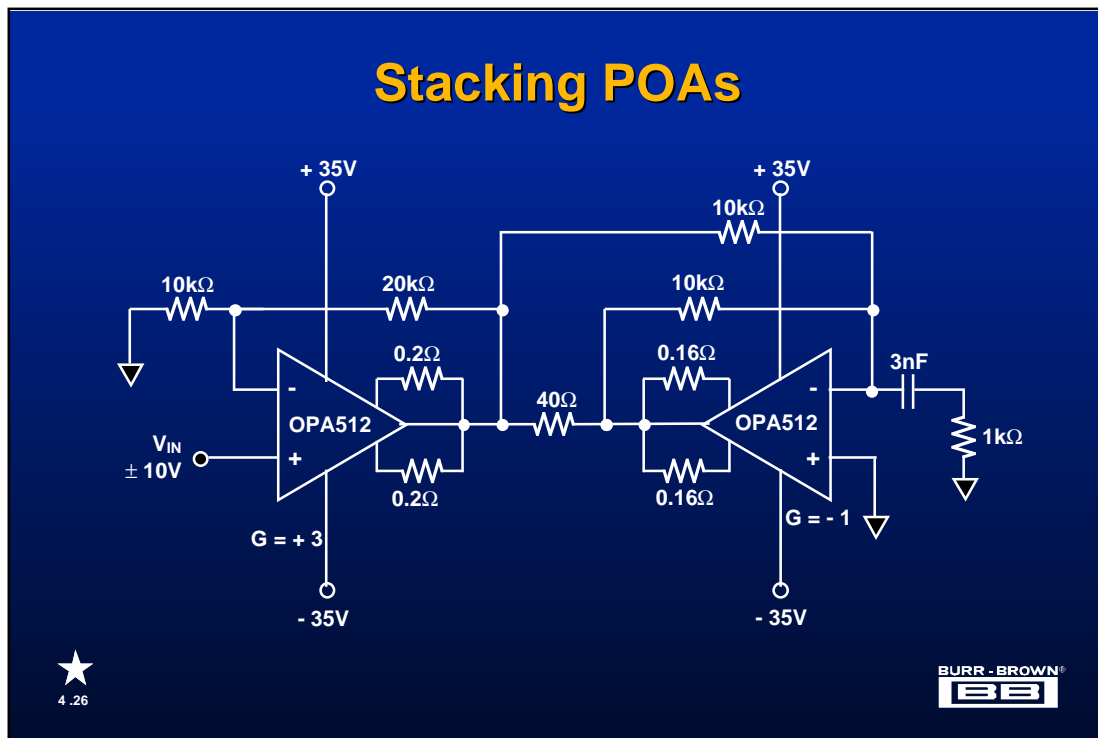 Stacking POAs
+ 35V
+ 35V
10kΩ
10kΩ
20kΩ
10kΩ
0.2Ω
0.16Ω
3nF
-
OPA512
40Ω
OPA512
-
VIN
± 10V
+
+
1kΩ
0.2Ω
0.16Ω
G = + 3
G = - 1
- 35V
- 35V
4 .26
BURR - BROWN®
BB